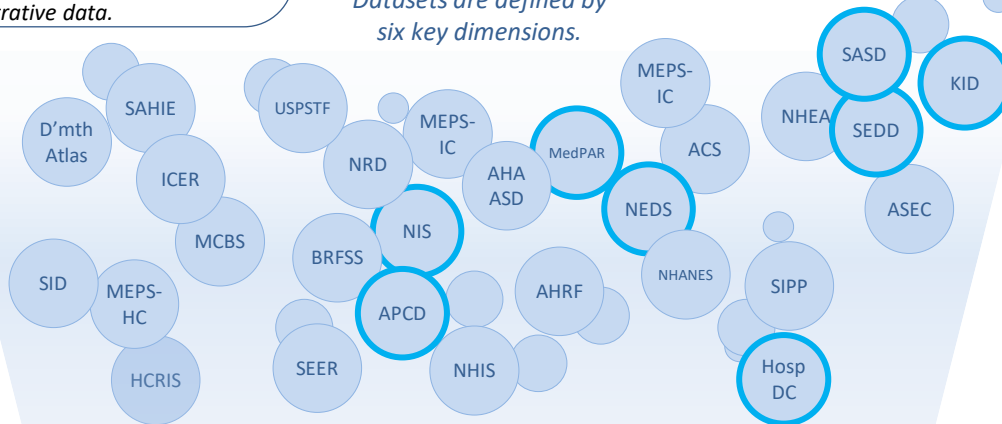 rative data.
Datasets are defined by
six key dimensions.
SAHIE
D'mth
Atlas
ICER
MCBS
SID
MEPS-
HC
HCRIS
USPSTF
NRD
MEPS-
IC
AHA
ASD
NIS
BRFSS
APCD
SEER
NHIS
MedPAR
NEDS
AHRF
NHANES
MEPS-
IC
ACS
NHEA
SASD
SEDD
KID
ASEC
SIPP
Hosp
DC